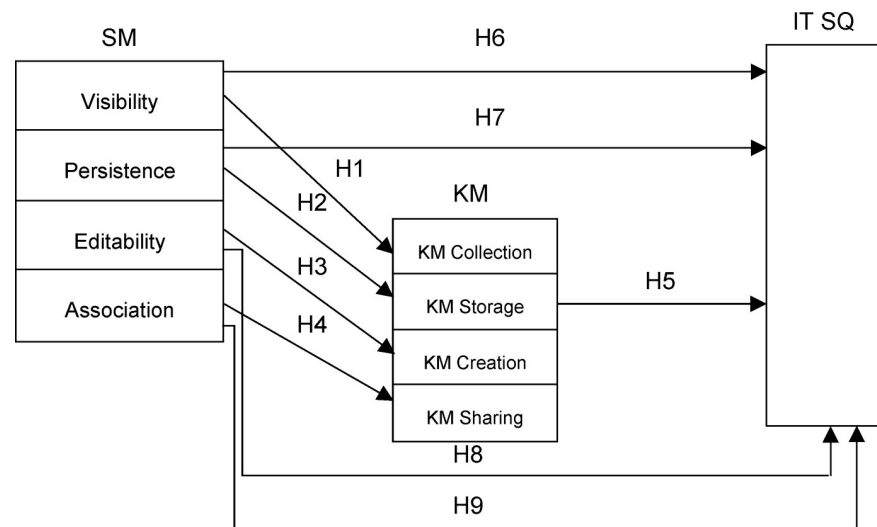 SM
H6
IT SQ
Visibility
H7
Persistence
H1
H2
KM
Editability
KM Collection
H3
H5
Association
KM Storage
H4
KM Creation
KM Sharing
H8
H9